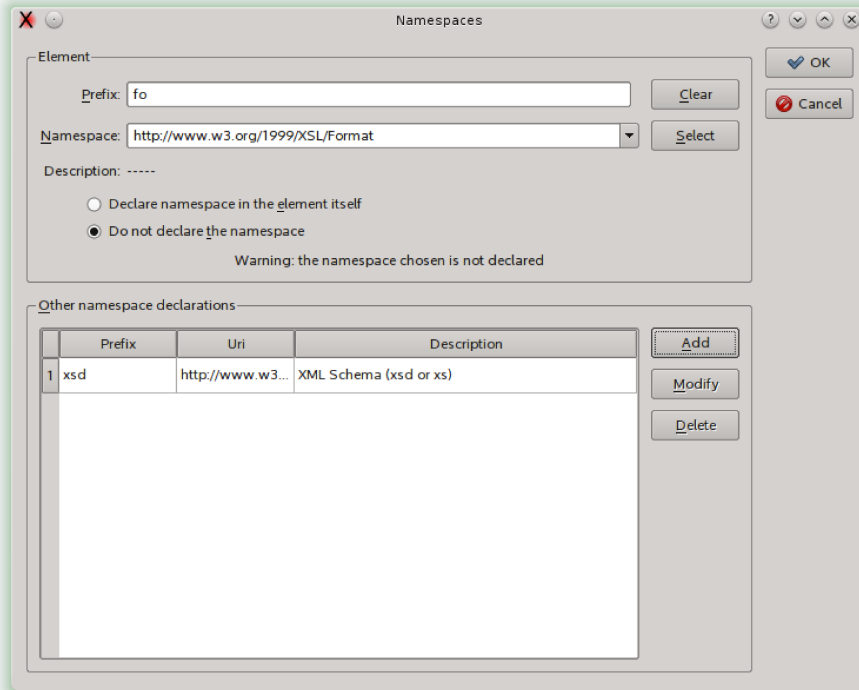 Namespaces
Element
OK
Prefix: fo Clear
Cancel
Namespace: http://www.w3.org/1999/XSL/Format Select
Description: -----
Declare namespace in the element itself
Do not declare the namespace
Warning: the namespace chosen is not declared
Other namespace declarations
Prefix Uri Description Add
1 xsd http://www.w3... XML Schema (xsd or xs)
Modify
Delete